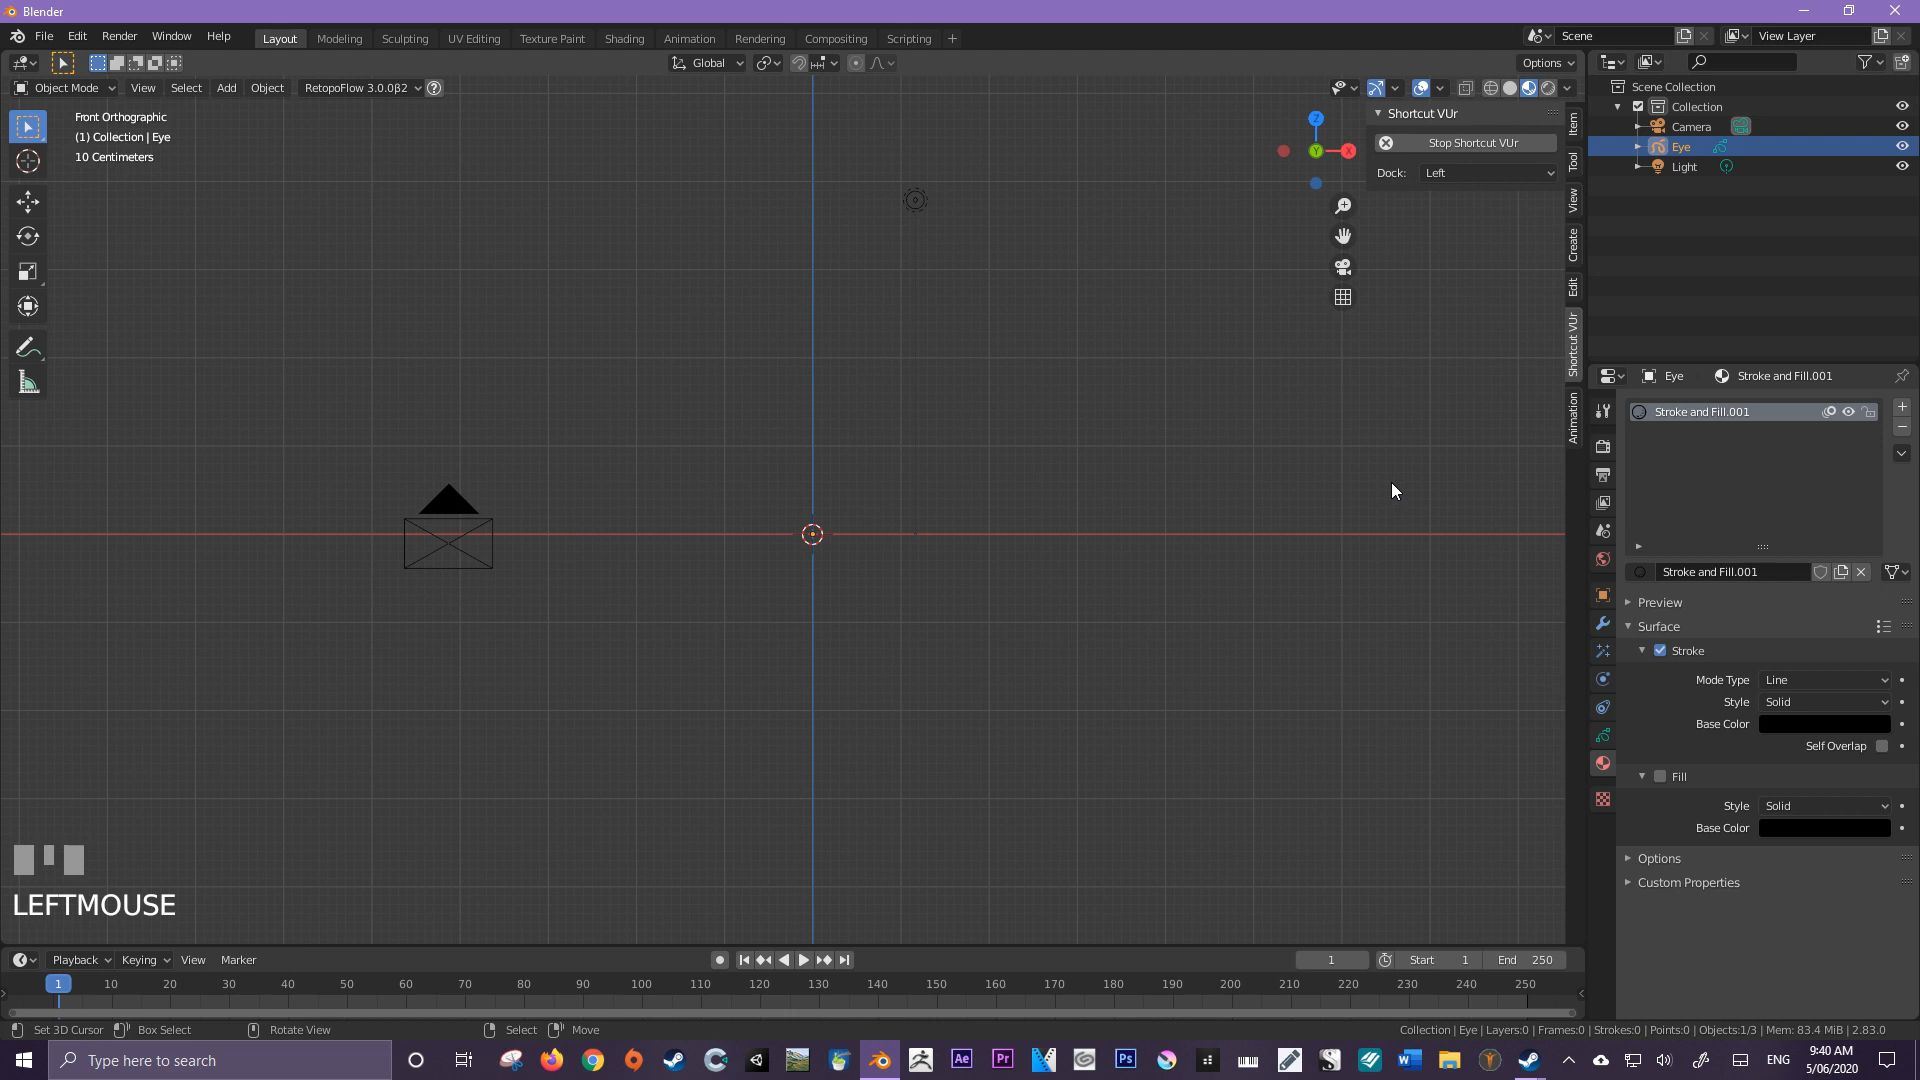 Blender
File Edit Render Window Help
Layout Modeling Sculpting UV Editing Texture Paint Shading Animation Rendering Compositing Scripting +
Scene
View Layer
Global
Options
Object Mode View Select Add Object RetopoFlow 3.0.0β2 ?
Front Orthographic
(1) Collection | Eye
10 Centimeters
Z
Y
X
Shortcut VUr
Stop Shortcut VUr
Dock: Left
Item
Tool
View
Create
Edit
Shortcut VUr
Animation
Scene Collection
Collection
Camera
Eye
Light
Eye Stroke and Fill.001
Stroke and Fill.001
Stroke and Fill.001
Preview
Surface
Stroke
Mode Type Line
Style Solid
Base Color
Self Overlap
Fill
Style Solid
Base Color
Options
Custom Properties
LEFTMOUSE
Playback Keying View Marker
1 Start 1 End 250
1 10 20 30 40 50 60 70 80 90 100 110 120 130 140 150 160 170 180 190 200 210 220 230 240 250
Set 3D Cursor Box Select Rotate View Select Move
Collection | Eye | Layers:0 | Frames:0 | Strokes:0 | Points:0 | Objects:1/3 | Mem: 83.4 MiB | 2.83.0
Type here to search
Ae
Pr
Ps
W
ENG
9:40 AM
5/06/2020